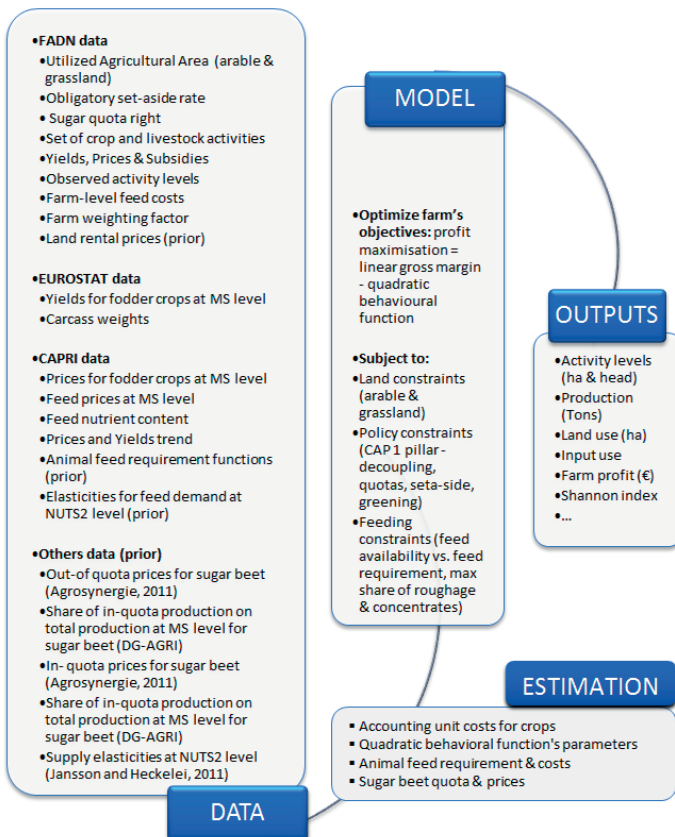 •FADN data
•Utilized Agricultural Area (arable &
grassland)
•Obligatory set-aside rate
• Sugar quota right
•Set of crop and livestock activities
•Yields, Prices & Subsidies
•Observed activity levels
•Farm-level feed costs
•Farm weighting factor
•Land rental prices (prior)
•EUROSTAT data
•Yields for fodder crops at MS level
•Carcass weights
•CAPRI data
•Prices for fodder crops at MS level
•Feed prices at MS level
•Feed nutrient content
•Prices and Yields trend
•Animal feed requirement functions
(prior)
•Elasticities for feed demand at
NUTS2 level (prior)
•Others data (prior)
•Out-of quota prices for sugar beet
(Agrosynergie, 2011)
•Share of in-quota production on
total production at MS level for
sugar beet (DG-AGRI)
•In- quota prices for sugar beet
(Agrosynergie, 2011)
•Share of in-quota production on
total production at MS level for
sugar beet (DG-AGRI)
•Supply elasticities at NUTS2 level
(Jansson and Heckelei, 2011)
DATA
MODEL
•Optimize farm's
objectives: profit
maximisation =
linear gross margin
- quadratic
behavioural
function
•Subject to:
•Land constraints
(arable &
grassland)
•Policy constraints
(CAP 1 pillar -
decoupling,
quotas, seta-side,
greening)
•Feeding
constraints (feed
availability vs. feed
requirement, max
share of roughage
& concentrates)
OUTPUTS
•Activity levels
(ha & head)
•Production
(Tons)
•Land use (ha)
•Input use
•Farm profit (€)
•Shannon index
•...
ESTIMATION
▪ Accounting unit costs for crops
▪ Quadratic behavioral function's parameters
▪ Animal feed requirement & costs
▪ Sugar beet quota & prices